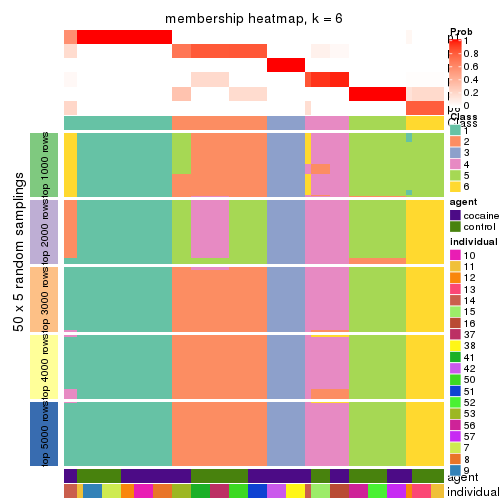 membership heatmap, k = 6
50 x 5 random samplings
top 1000 rows
top 2000 rows
top 3000 rows
top 4000 rows
top 5000 rows
Prob
1
0.8
0.6
0.4
0.2
0
Class
Class
1
2
3
4
5
6
agent
cocaine
control
individual
10
11
12
13
14
15
16
37
38
41
42
50
51
52
53
56
57
7
8
9
agent
individual